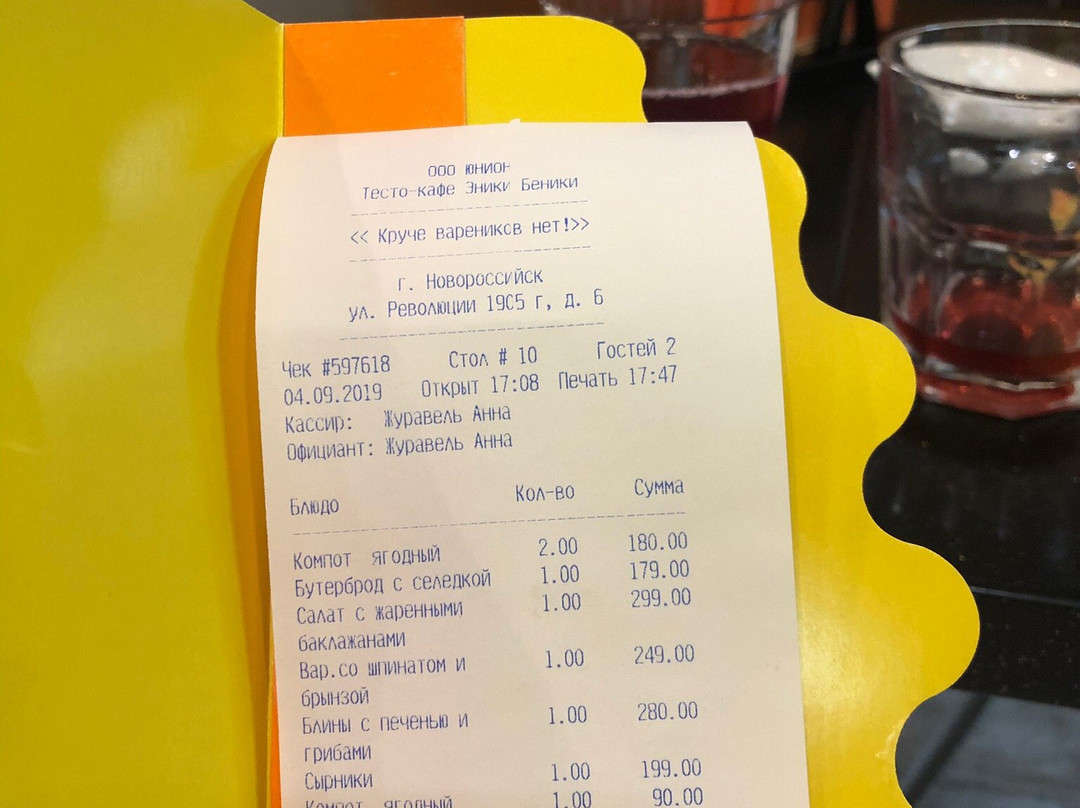 ООО ЮНИОН
Тесто-кафе Эники Беники
<< Круче вареников нет!>>
г. Новороссийск
ул. Революции 1905 г, д. 6
Чек #597618 Стол # 10 Гостей 2
04.09.2019 Открыт 17:08 Печать 17:47
Кассир: Журавель Анна
Официант: Журавель Анна
Блюдо Кол-во Сумма
Компот ягодный 2.00 180.00
Бутерброд с селедкой 1.00 179.00
Салат с жаренными 1.00 299.00
баклажанами
Вар.со шпинатом и 1.00 249.00
брынзой
Блины с печенью и 1.00 280.00
грибами
Сырники 1.00 199.00
Компот ягодный 1.00 90.00